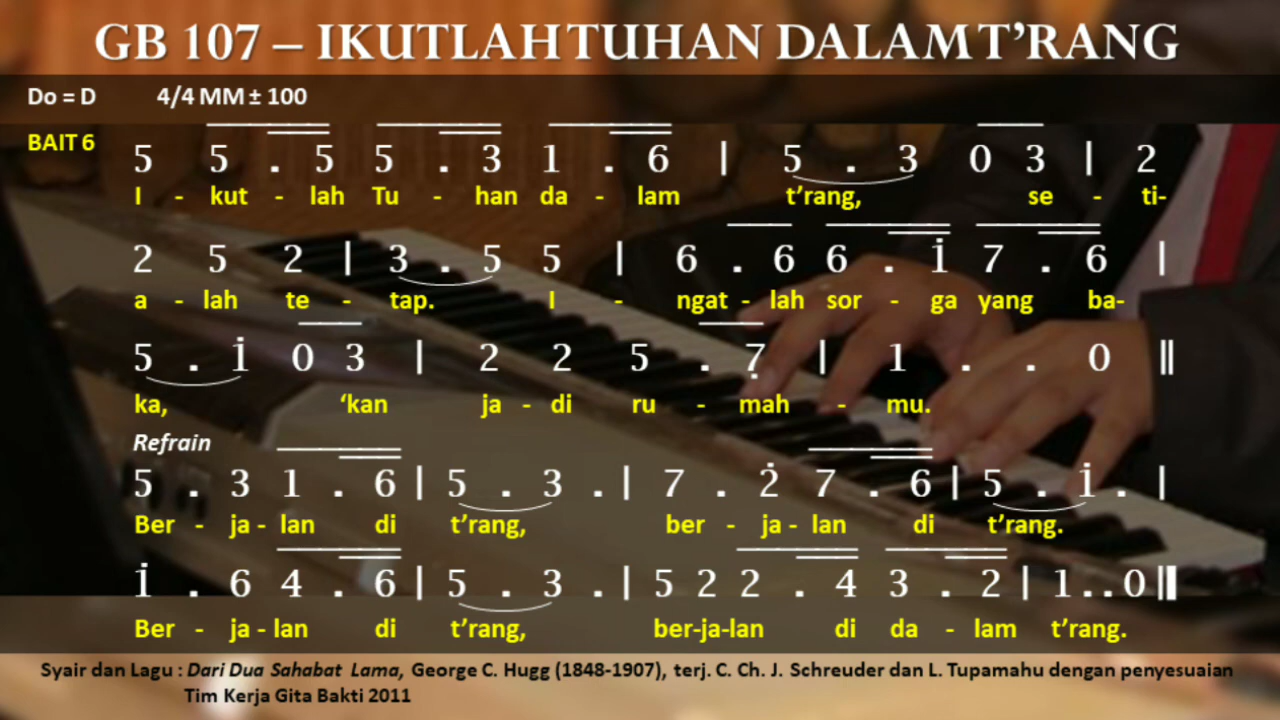 GB 107 – IKUTLAH TUHAN DALAM T’RANG
Do = D 4/4 MM ± 100
BAIT 6
5 5 . 5 5 . 3 1 . 6 | 5 . 3 0 3 | 2
I - kut - lah Tu - han da - lam t’rang, se - ti-
2 5 2 | 3 . 5 5 | 6 . 6 6 . i̇ 7 . 6 |
a - lah te - tap. I - ngat - lah sor - ga yang ba-
5 . i̇ 0 3 | 2 2 5 . 7̣ | 1 . . 0 ‖
ka, ‘kan ja - di ru - mah - mu.
Refrain
5 . 3 1 . 6 | 5 . 3 . | 7 . 2̇ 7 . 6 | 5 . i̇ . |
Ber - ja - lan di t’rang, ber - ja - lan di t’rang.
i̇ . 6 4 . 6 | 5 . 3 . | 5 2 2 2 . 4 3 . 2 | 1 . . 0 ‖
Ber - ja - lan di t’rang, ber-ja-lan di da - lam t’rang.
Syair dan Lagu : Dari Dua Sahabat Lama, George C. Hugg (1848-1907), terj. C. Ch. J. Schreuder dan L. Tupamahu dengan penyesuaian
Tim Kerja Gita Bakti 2011